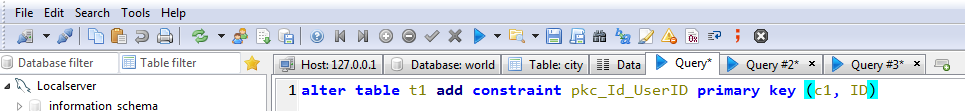 File Edit Search Tools Help
Database filter Table filter Host: 127.0.0.1 Database: world Table: city Data Query* Query #2* Query #3*
Localserver 1 alter table t1 add constraint pkc_Id_UserID primary key (c1, ID)
information_schema